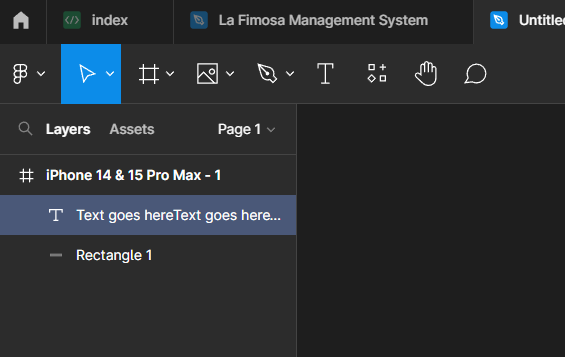 index
La Fimosa Management System
Untitle
Layers
Assets
Page 1
iPhone 14 & 15 Pro Max - 1
Text goes hereText goes here...
Rectangle 1